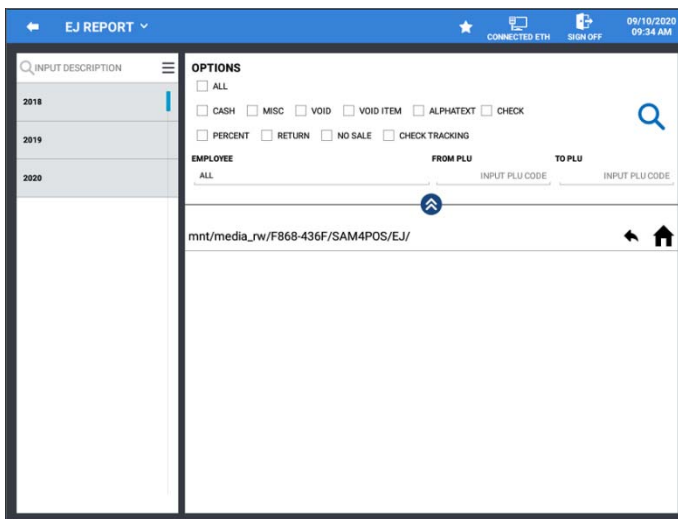 EJ REPORT
CONNECTED ETH
SIGN OFF
09/10/2020
09:34 AM
INPUT DESCRIPTION
2018
2019
2020
OPTIONS
ALL
CASH MISC VOID VOID ITEM ALPHATEXT CHECK
PERCENT RETURN NO SALE CHECK TRACKING
EMPLOYEE FROM PLU TO PLU
ALL INPUT PLU CODE INPUT PLU CODE
mnt/media_rw/F868-436F/SAM4POS/EJ/